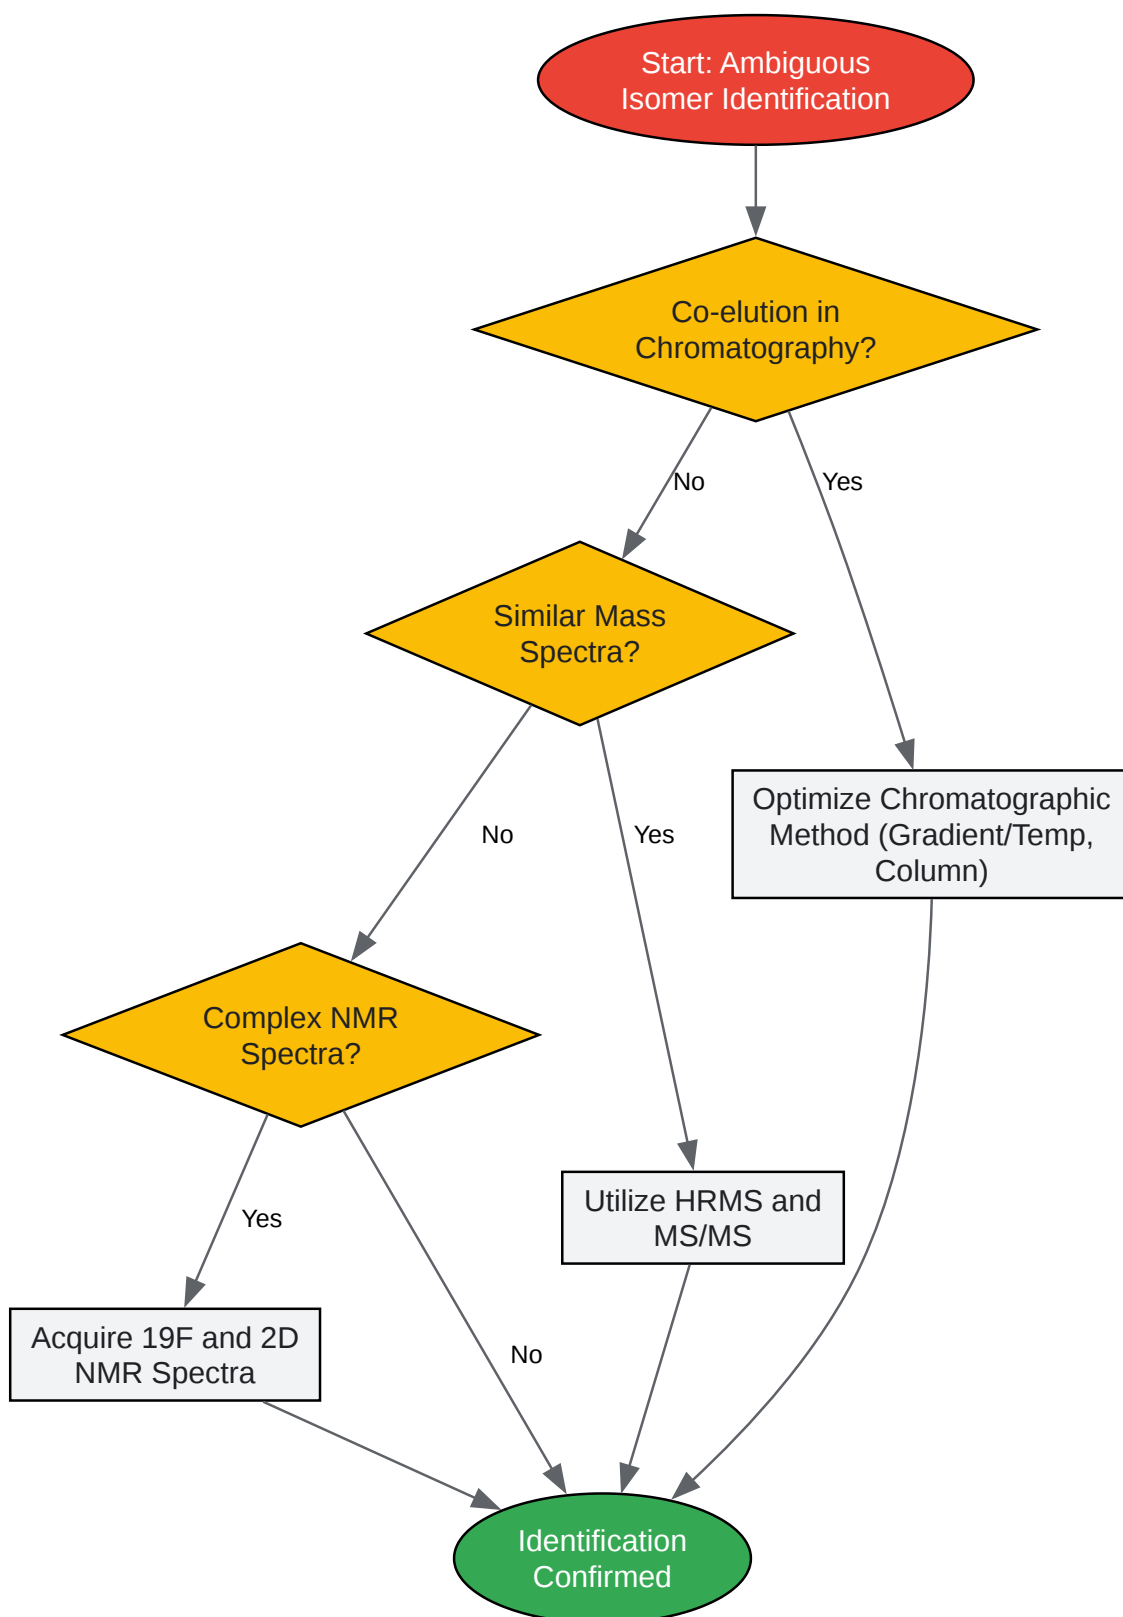 Start: Ambiguous
Isomer Identification
Co-elution in
Chromatography?
No
Yes
Similar Mass
Spectra?
Optimize Chromatographic
Method (Gradient/Temp,
Column)
No
Yes
Complex NMR
Spectra?
Utilize HRMS and
MS/MS
Yes
Acquire 19F and 2D
NMR Spectra
No
Identification
Confirmed